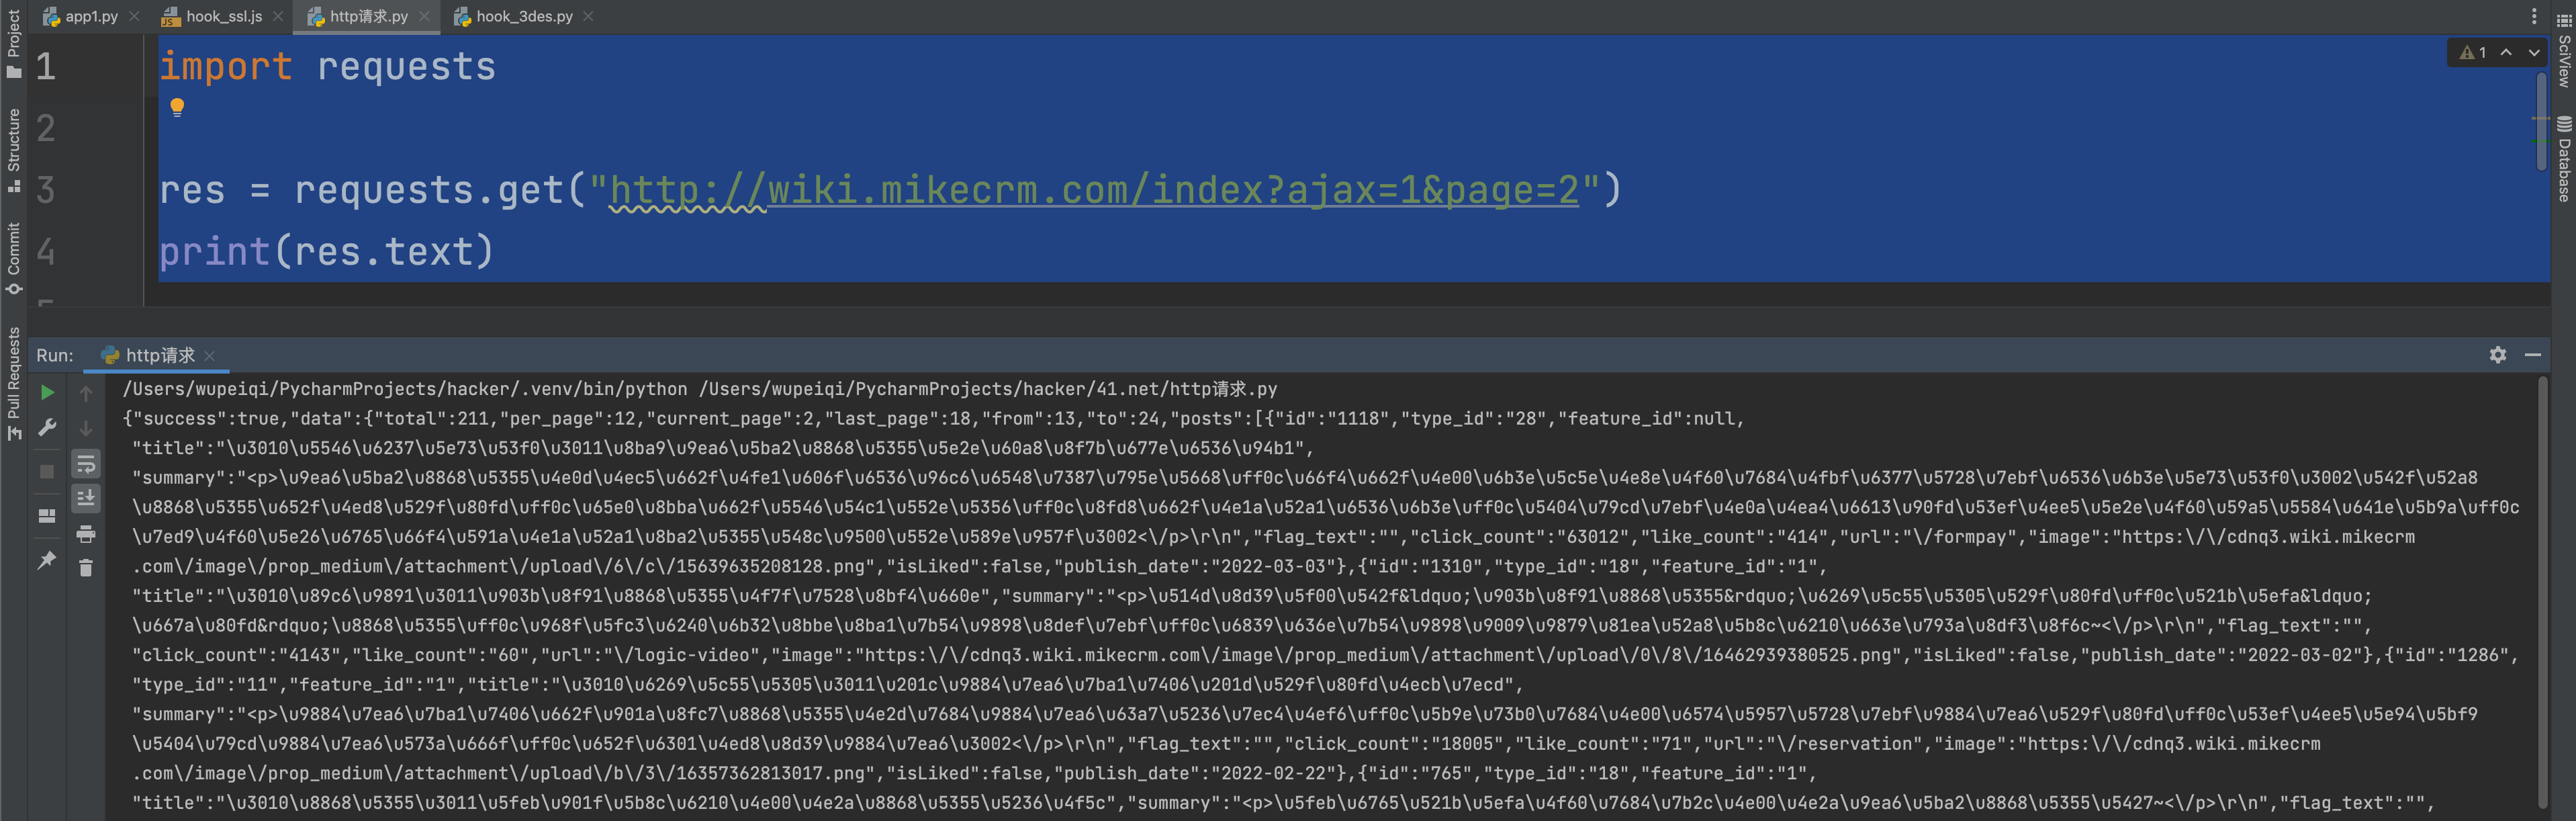 app1.py
hook_ssl.js
http请求.py
hook_3des.py
Project
Structure
Commit
Pull Requests
SciView
Database
1
1 import requests
2
3 res = requests.get("http://wiki.mikecrm.com/index?ajax=1&page=2")
4 print(res.text)
Run:
http请求
/Users/wupeiqi/PycharmProjects/hacker/.venv/bin/python /Users/wupeiqi/PycharmProjects/hacker/41.net/http请求.py
{"success":true,"data":{"total":211,"per_page":12,"current_page":2,"last_page":18,"from":13,"to":24,"posts":[{"id":"1118","type_id":"28","feature_id":null,
"title":"\u3010\u5546\u6237\u5e73\u53f0\u3011\u8ba9\u9ea6\u5ba2\u8868\u5355\u5e2e\u60a8\u8f7b\u677e\u6536\u94b1",
"summary":"<p>\u9ea6\u5ba2\u8868\u5355\u4e0d\u4ec5\u662f\u4fe1\u606f\u6536\u96c6\u6548\u7387\u795e\u5668\uff0c\u66f4\u662f\u4e00\u6b3e\u5c5e\u4e8e\u4f60\u7684\u4fbf\u6377\u5728\u7ebf\u6536\u6b3e\u5e73\u53f0\u3002\u542f\u52a8
\u8868\u5355\u652f\u4ed8\u529f\u80fd\uff0c\u65e0\u8bba\u662f\u5546\u54c1\u552e\u5356\uff0c\u8fd8\u662f\u4e1a\u52a1\u6536\u6b3e\uff0c\u5404\u79cd\u7ebf\u4e0a\u4ea4\u6613\u90fd\u53ef\u4ee5\u5e2e\u4f60\u59a5\u5584\u641e\u5b9a\uff0c
\u7ed9\u4f60\u5e26\u6765\u66f4\u591a\u4e1a\u52a1\u8ba2\u5355\u548c\u9500\u552e\u589e\u957f\u3002<\/p>\r\n","flag_text":"","click_count":"63012","like_count":"414","url":"\/formpay","image":"https:\/\/cdnq3.wiki.mikecrm
.com\/image\/prop_medium\/attachment\/upload\/6\/c\/15639635208128.png","isLiked":false,"publish_date":"2022-03-03"},{"id":"1310","type_id":"18","feature_id":"1",
"title":"\u3010\u89c6\u9891\u3011\u903b\u8f91\u8868\u5355\u4f7f\u7528\u8bf4\u660e","summary":"<p>\u514d\u8d39\u5f00\u542f&ldquo;\u903b\u8f91\u8868\u5355&rdquo;\u6269\u5c55\u5305\u529f\u80fd\uff0c\u521b\u5efa&ldquo;
\u667a\u80fd&rdquo;\u8868\u5355\uff0c\u968f\u5fc3\u6240\u6b32\u8bbe\u8ba1\u7b54\u9898\u8def\u7ebf\uff0c\u6839\u636e\u7b54\u9898\u9009\u9879\u81ea\u52a8\u5b8c\u6210\u663e\u793a\u8df3\u8f6c~<\/p>\r\n","flag_text":"",
"click_count":"4143","like_count":"60","url":"\/logic-video","image":"https:\/\/cdnq3.wiki.mikecrm.com\/image\/prop_medium\/attachment\/upload\/0\/8\/16462939380525.png","isLiked":false,"publish_date":"2022-03-02"},{"id":"1286",
"type_id":"11","feature_id":"1","title":"\u3010\u6269\u5c55\u5305\u3011\u201c\u9884\u7ea6\u7ba1\u7406\u201d\u529f\u80fd\u4ecb\u7ecd",
"summary":"<p>\u9884\u7ea6\u7ba1\u7406\u662f\u901a\u8fc7\u8868\u5355\u4e2d\u7684\u9884\u7ea6\u63a7\u5236\u7ec4\u4ef6\uff0c\u5b9e\u73b0\u7684\u4e00\u6574\u5957\u5728\u7ebf\u9884\u7ea6\u529f\u80fd\uff0c\u53ef\u4ee5\u5e94\u5bf9
\u5404\u79cd\u9884\u7ea6\u573a\u666f\uff0c\u652f\u6301\u4ed8\u8d39\u9884\u7ea6\u3002<\/p>\r\n","flag_text":"","click_count":"18005","like_count":"71","url":"\/reservation","image":"https:\/\/cdnq3.wiki.mikecrm
.com\/image\/prop_medium\/attachment\/upload\/b\/3\/16357362813017.png","isLiked":false,"publish_date":"2022-02-22"},{"id":"765","type_id":"18","feature_id":"1",
"title":"\u3010\u8868\u5355\u3011\u5feb\u901f\u5b8c\u6210\u4e00\u4e2a\u8868\u5355\u5236\u4f5c","summary":"<p>\u5feb\u6765\u521b\u5efa\u4f60\u7684\u7b2c\u4e00\u4e2a\u9ea6\u5ba2\u8868\u5355\u5427~<\/p>\r\n","flag_text":"",